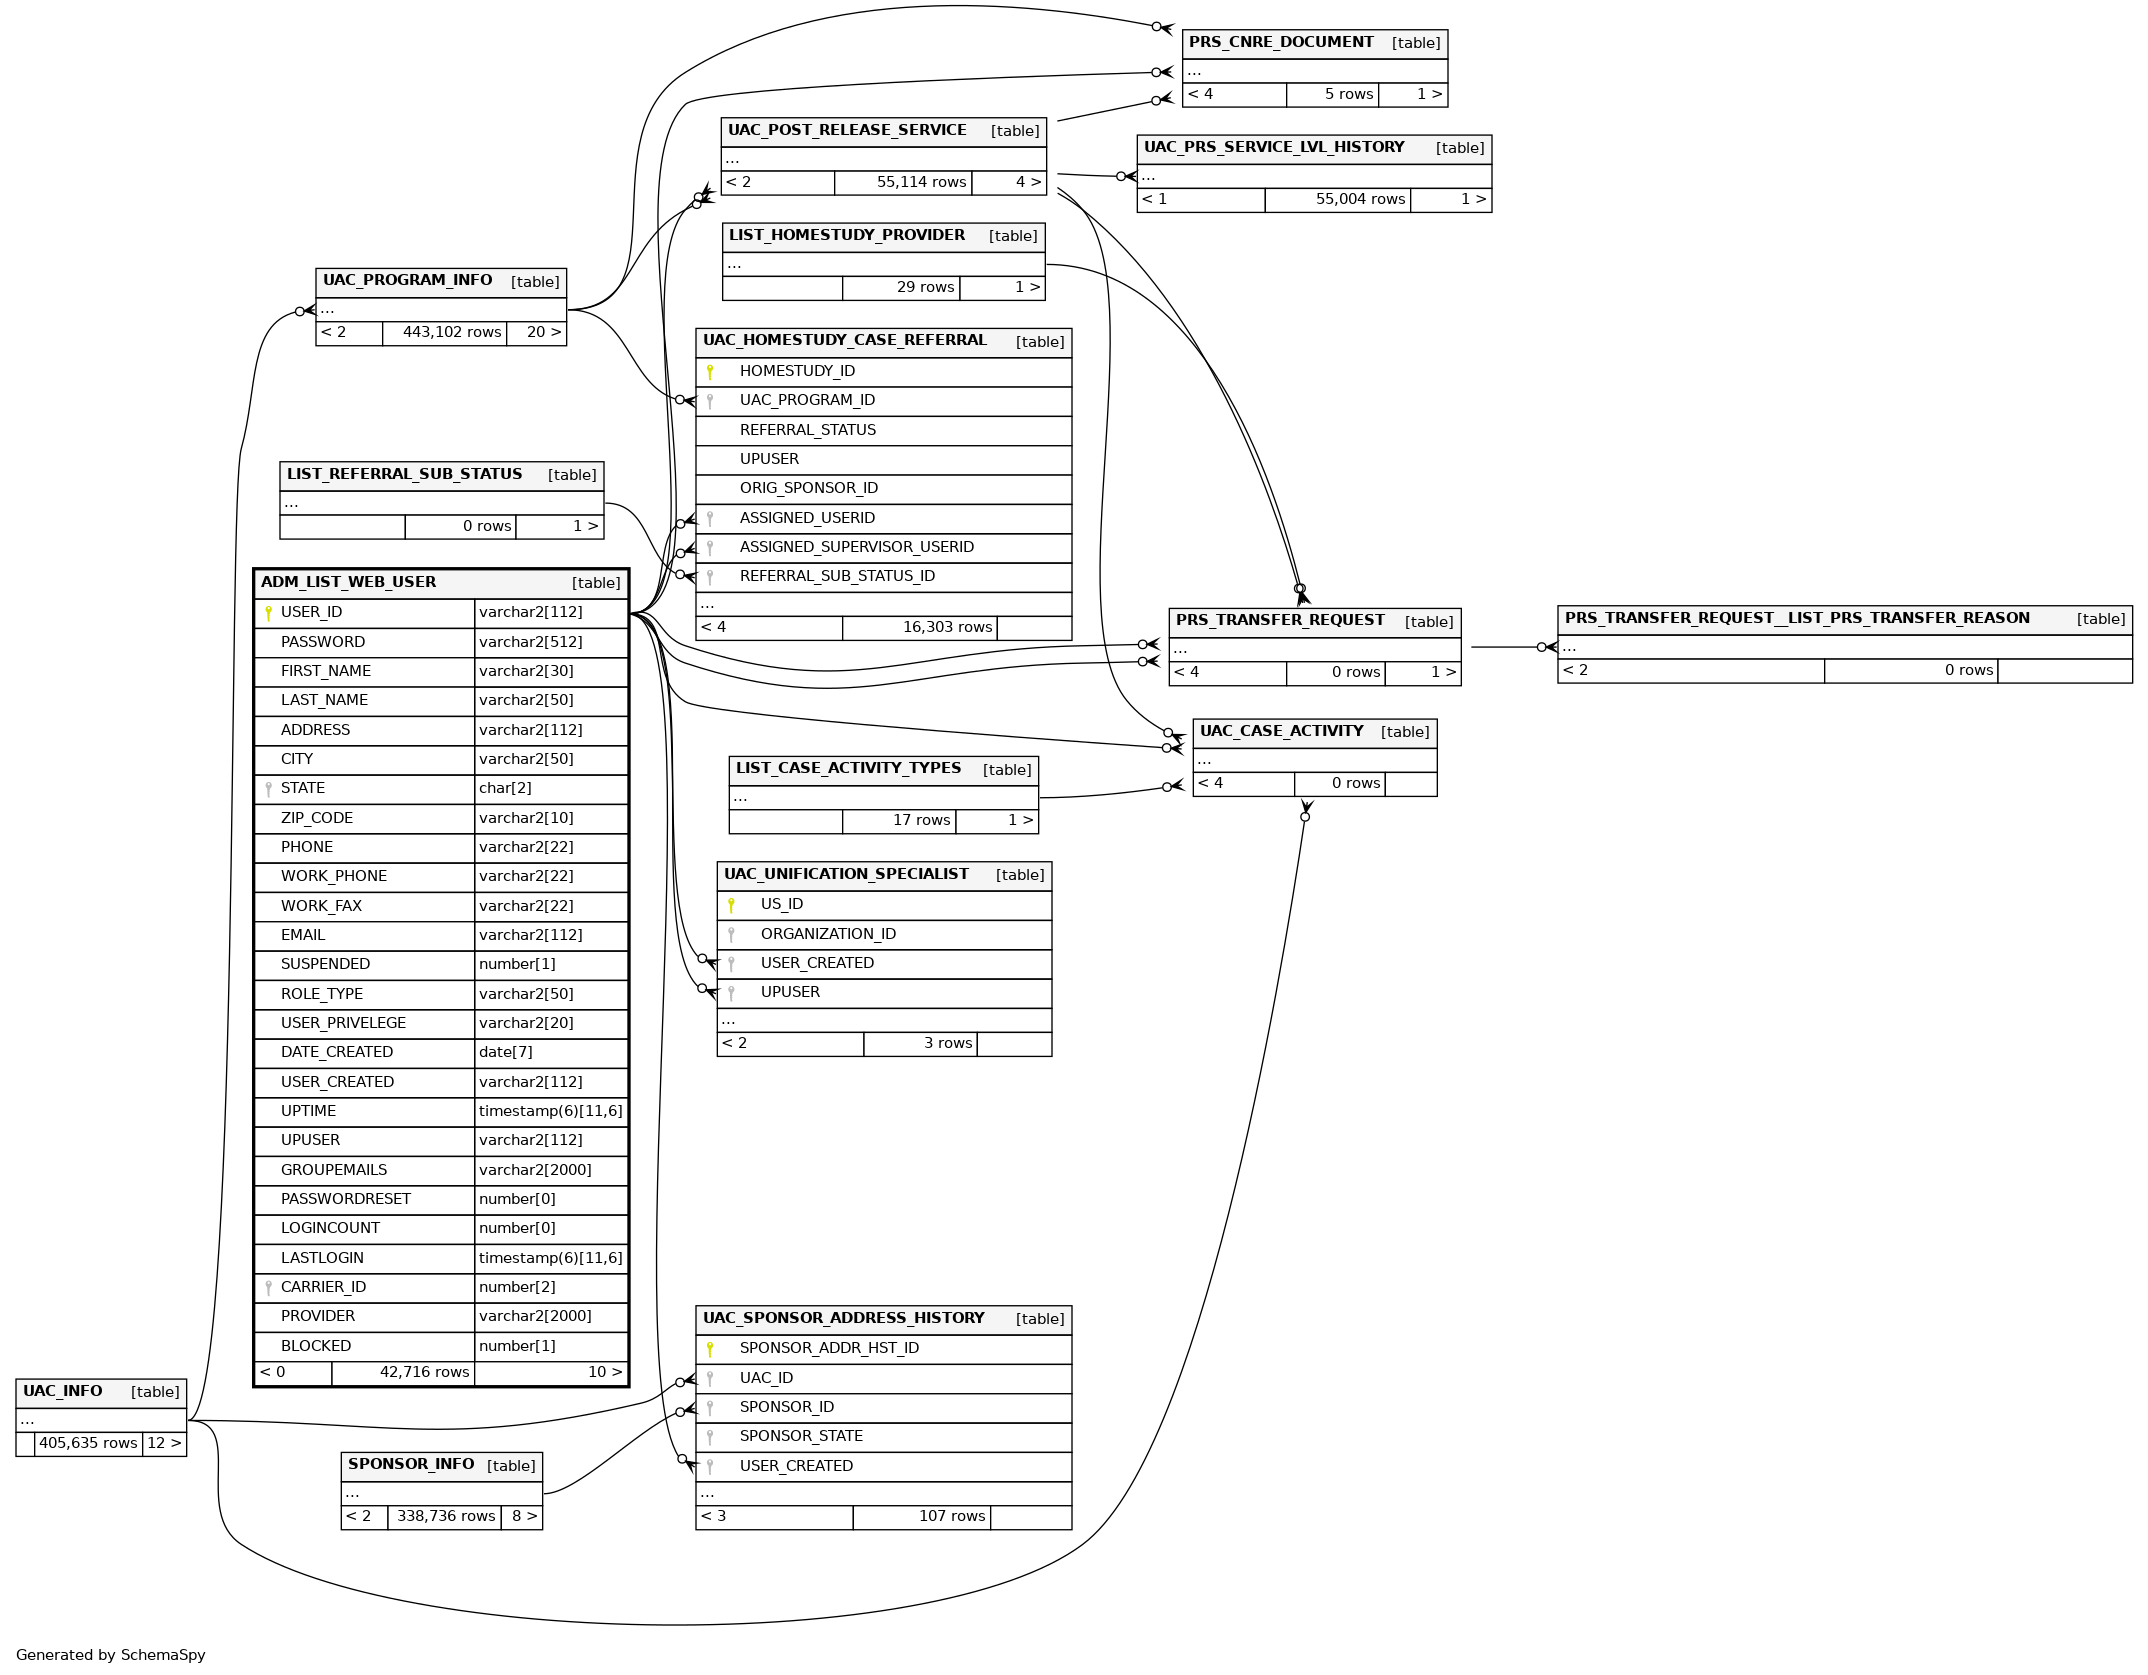 PRS_CNRE_DOCUMENT [table]
...
< 4 5 rows 1 >
UAC_POST_RELEASE_SERVICE [table]
...
< 2 55,114 rows 4 >
UAC_PRS_SERVICE_LVL_HISTORY [table]
...
< 1 55,004 rows 1 >
LIST_HOMESTUDY_PROVIDER [table]
...
29 rows 1 >
UAC_PROGRAM_INFO [table]
...
< 2 443,102 rows 20 >
UAC_HOMESTUDY_CASE_REFERRAL [table]
HOMESTUDY_ID
UAC_PROGRAM_ID
REFERRAL_STATUS
UPUSER
ORIG_SPONSOR_ID
ASSIGNED_USERID
ASSIGNED_SUPERVISOR_USERID
REFERRAL_SUB_STATUS_ID
...
< 4 16,303 rows
LIST_REFERRAL_SUB_STATUS [table]
...
0 rows 1 >
ADM_LIST_WEB_USER [table]
USER_ID varchar2[112]
PASSWORD varchar2[512]
FIRST_NAME varchar2[30]
LAST_NAME varchar2[50]
ADDRESS varchar2[112]
CITY varchar2[50]
STATE char[2]
ZIP_CODE varchar2[10]
PHONE varchar2[22]
WORK_PHONE varchar2[22]
WORK_FAX varchar2[22]
EMAIL varchar2[112]
SUSPENDED number[1]
ROLE_TYPE varchar2[50]
USER_PRIVELEGE varchar2[20]
DATE_CREATED date[7]
USER_CREATED varchar2[112]
UPTIME timestamp(6)[11,6]
UPUSER varchar2[112]
GROUPEMAILS varchar2[2000]
PASSWORDRESET number[0]
LOGINCOUNT number[0]
LASTLOGIN timestamp(6)[11,6]
CARRIER_ID number[2]
PROVIDER varchar2[2000]
BLOCKED number[1]
< 0 42,716 rows 10 >
PRS_TRANSFER_REQUEST [table]
...
< 4 0 rows 1 >
PRS_TRANSFER_REQUEST__LIST_PRS_TRANSFER_REASON [table]
...
< 2 0 rows
UAC_CASE_ACTIVITY [table]
...
< 4 0 rows
LIST_CASE_ACTIVITY_TYPES [table]
...
17 rows 1 >
UAC_UNIFICATION_SPECIALIST [table]
US_ID
ORGANIZATION_ID
USER_CREATED
UPUSER
...
< 2 3 rows
UAC_SPONSOR_ADDRESS_HISTORY [table]
SPONSOR_ADDR_HST_ID
UAC_ID
SPONSOR_ID
SPONSOR_STATE
USER_CREATED
...
< 3 107 rows
UAC_INFO [table]
...
405,635 rows 12 >
SPONSOR_INFO [table]
...
< 2 338,736 rows 8 >
Generated by SchemaSpy